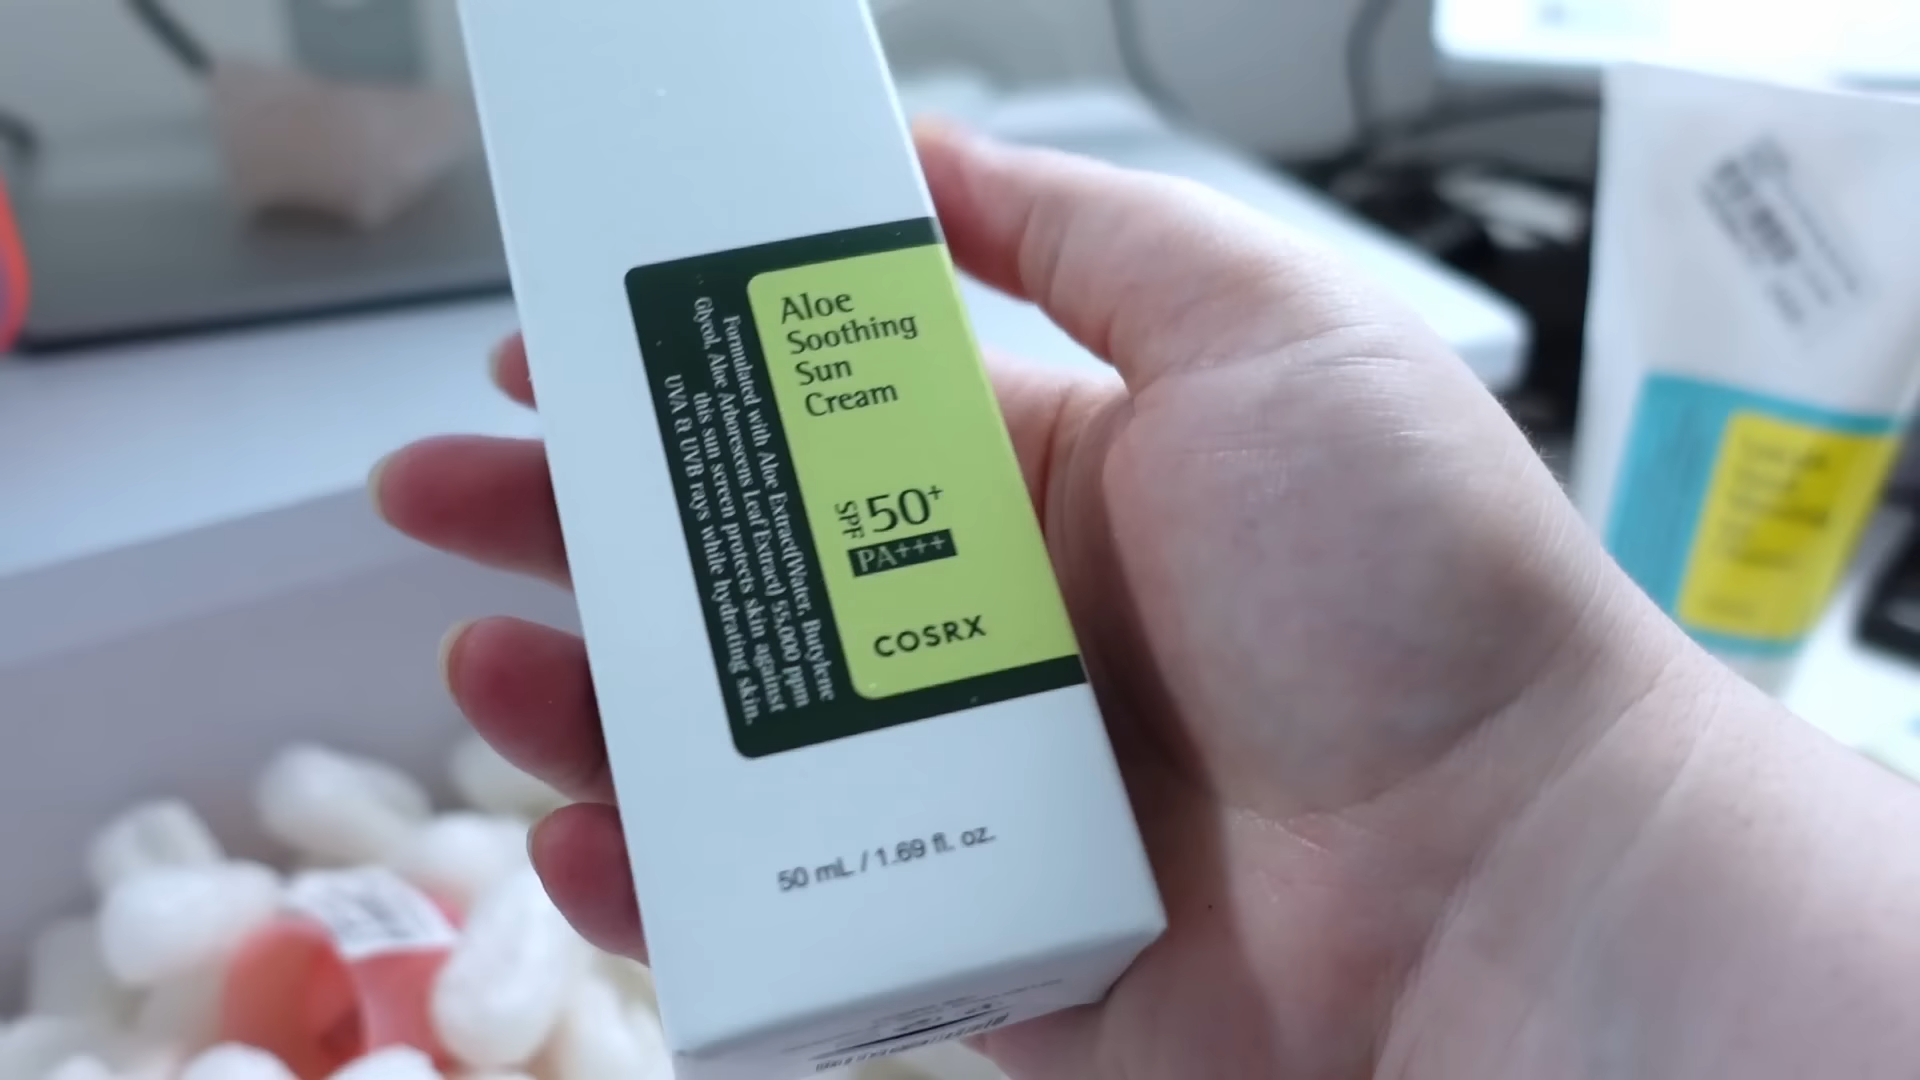 Aloe
Soothing
Sun
Cream
SPF 50+
PA+++
COSRX
Formulated with Aloe Extract(Water, Butylene
Glycol, Aloe Arborescens Leaf Extract) 55,000 ppm
this sun screen protects skin against
UVA & UVB rays while hydrating skin.
50 mL / 1.69 fl. oz.